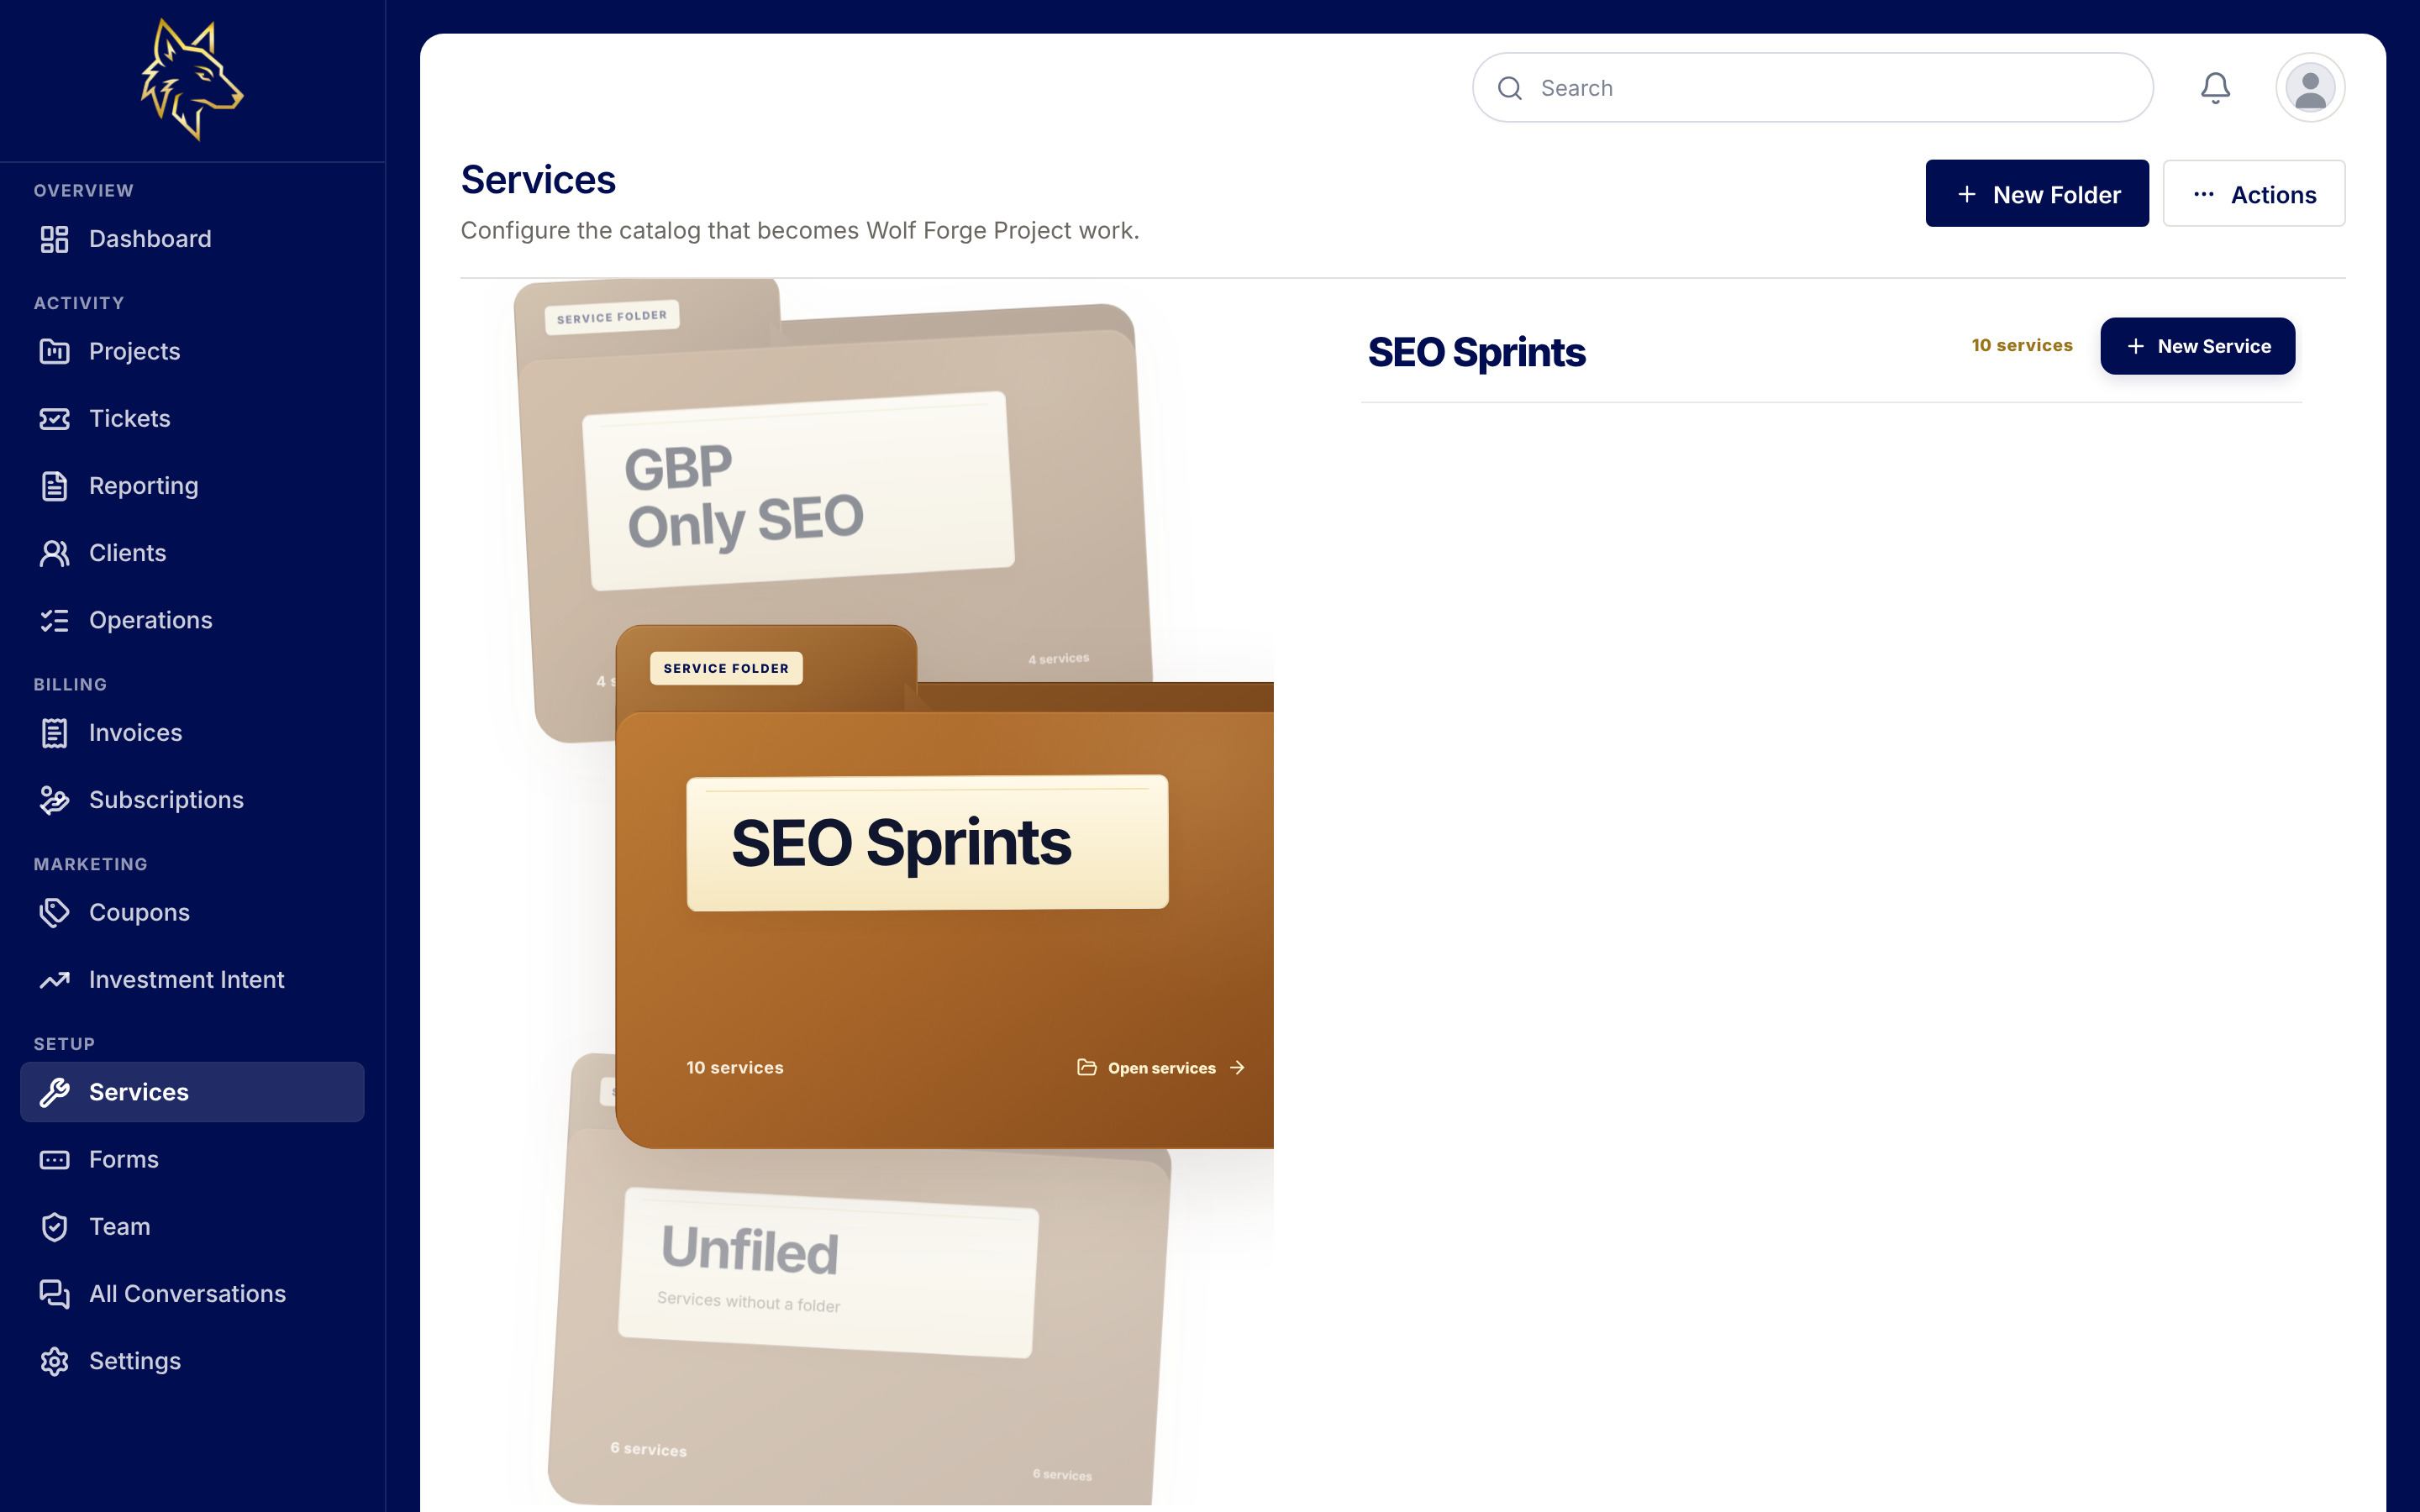 OVERVIEW
Dashboard
ACTIVITY
Projects
Tickets
Reporting
Clients
Operations
BILLING
Invoices
Subscriptions
MARKETING
Coupons
Investment Intent
SETUP
Services
Forms
Team
All Conversations
Settings
Search
Services
Configure the catalog that becomes Wolf Forge Project work.
New Folder
Actions
SERVICE FOLDER
GBP
Only SEO
4 s
4 services
SERVICE FOLDER
SEO Sprints
10 services
Open services
Unfiled
Services without a folder
6 services
6 services
SEO Sprints
10 services
New Service